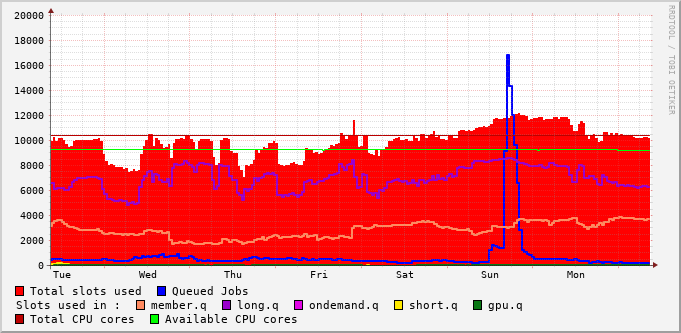 20000
18000
16000
14000
12000
10000
8000
6000
4000
2000
0
Tue Wed Thu Fri Sat Sun Mon
RRDTOOL / TOBI OETIKER
Total slots used Queued Jobs
Slots used in : member.q long.q ondemand.q short.q gpu.q
Total CPU cores Available CPU cores